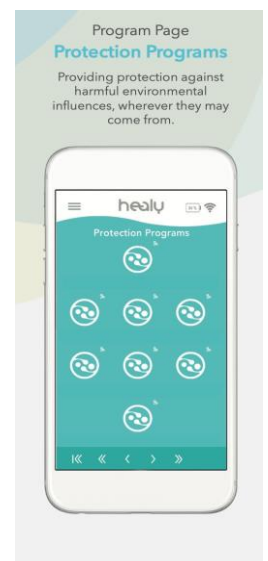 Program Page
Protection Programs
Providing protection against
harmful environmental
influences, wherever they may
come from.
healy
Protection Programs